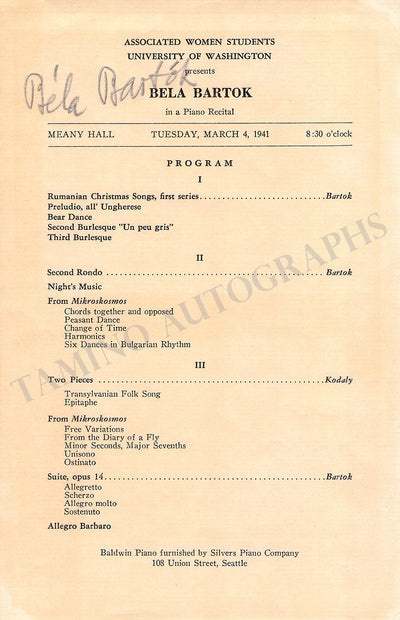 ASSOCIATED WOMEN STUDENTS
UNIVERSITY OF WASHINGTON
presents
Béla Bartók
BELA BARTOK
in a Piano Recital
MEANY HALL TUESDAY, MARCH 4, 1941 8:30 o'clock
PROGRAM
I
Rumanian Christmas Songs, first series Bartok
Preludio, all' Ungherese
Bear Dance
Second Burlesque "Un peu gris"
Third Burlesque
II
Second Rondo Bartok
Night's Music
From Mikroskosmos
Chords together and opposed
Peasant Dance
Change of Time
Harmonics
Six Dances in Bulgarian Rhythm
III
Two Pieces Kodaly
Transylvanian Folk Song
Epitaphe
From Mikroskosmos
Free Variations
From the Diary of a Fly
Minor Seconds, Major Sevenths
Unisono
Ostinato
Suite, opus 14 Bartok
Allegretto
Scherzo
Allegro molto
Sostenuto
Allegro Barbaro
Baldwin Piano furnished by Silvers Piano Company
108 Union Street, Seattle
TAMINO AUTOGRAPHS